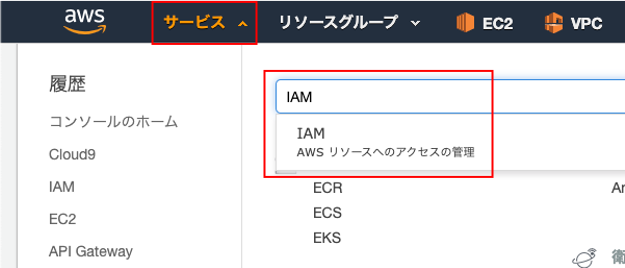 aws サービス リソースグループ EC2 VPC
履歴
コンソールのホーム
Cloud9
IAM
EC2
API Gateway
IAM
IAM
AWS リソースへのアクセスの管理
ECR
ECS
EKS
衛